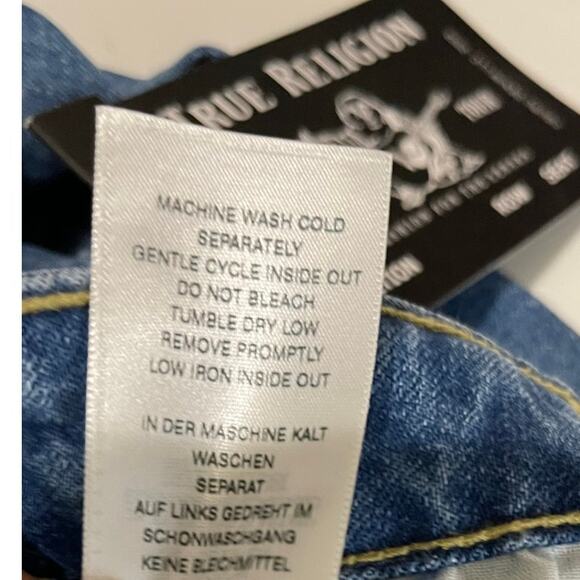 TRUE RELIGION
MACHINE WASH COLD
SEPARATELY
GENTLE CYCLE INSIDE OUT
DO NOT BLEACH
TUMBLE DRY LOW
REMOVE PROMPTLY
LOW IRON INSIDE OUT
IN DER MASCHINE KALT
WASCHEN
SEPARAT
AUF LINKS GEDREHT IM
SCHONWASCHGANG
KEINE BLEICHMITTEL